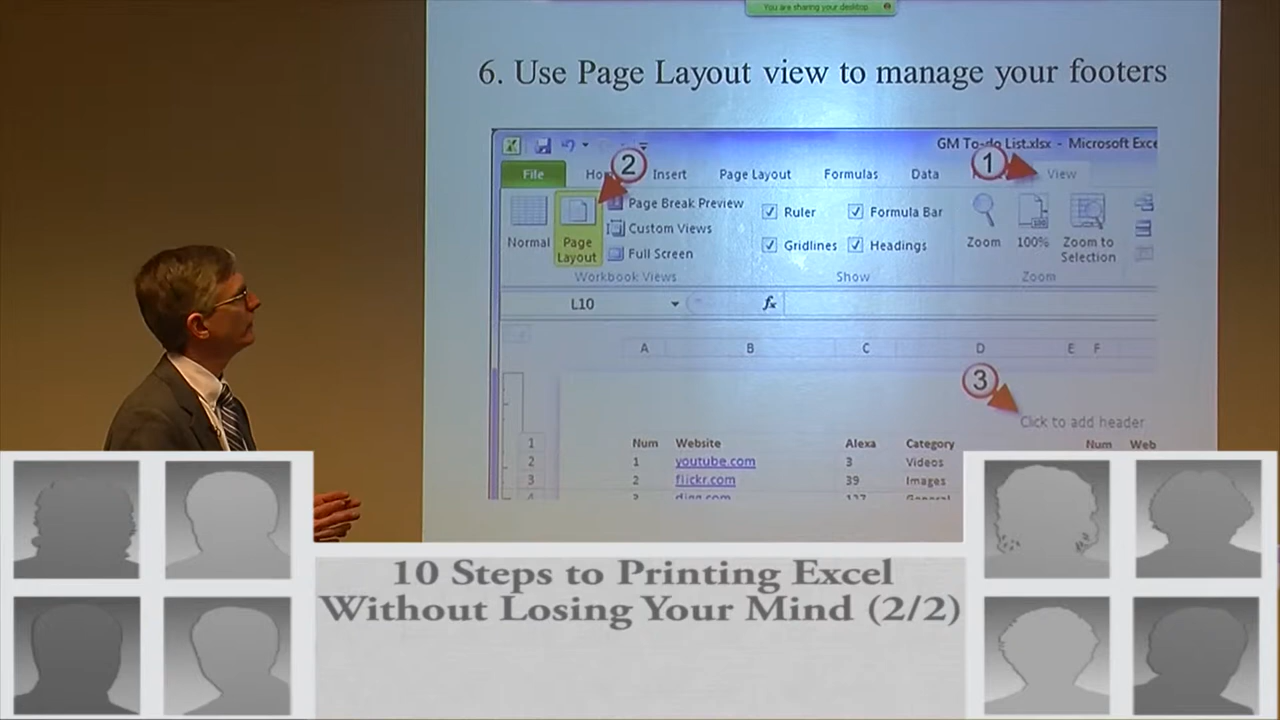 You are sharing your desktop
6. Use Page Layout view to manage your footers
GM To-do List.xlsx - Microsoft Exce
File Insert Page Layout Formulas Data View
2
1
Normal
Page Layout
Page Break Preview
Custom Views
Full Screen
Workbook Views
Ruler
Formula Bar
Gridlines
Headings
Show
Zoom
100%
Zoom to
Selection
Zoom
L10
fx
A B C D E F
3
Click to add header
1 Num Website Alexa Category Num Web
2 1 youtube.com 3 Videos
3 2 flickr.com 39 Images
10 Steps to Printing Excel
Without Losing Your Mind (2/2)